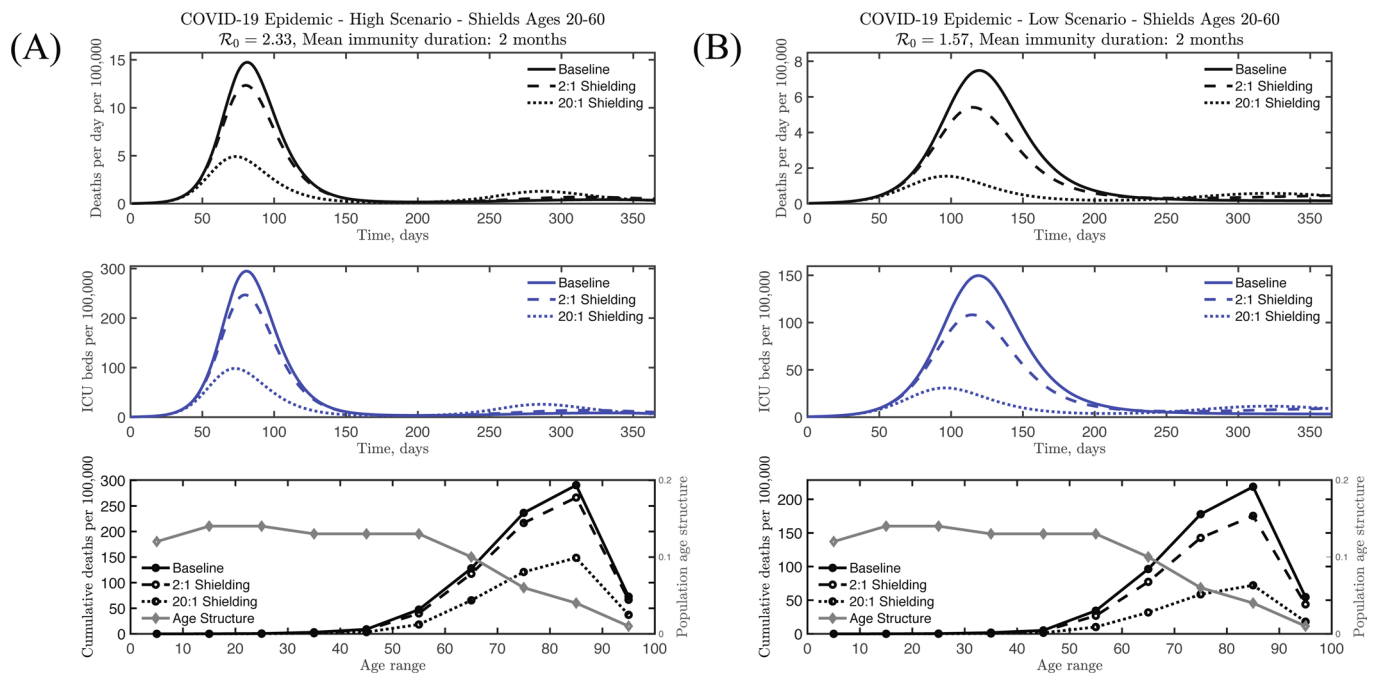 (A)
COVID-19 Epidemic - High Scenario - Shields Ages 20-60
R₀ = 2.33, Mean immunity duration: 2 months
Deaths per day per 100,000
15
10
5
0
Baseline
2:1 Shielding
20:1 Shielding
0 50 100 150 200 250 300 350
Time, days
ICU beds per 100,000
300
200
100
0
Baseline
2:1 Shielding
20:1 Shielding
0 50 100 150 200 250 300 350
Time, days
Cumulative deaths per 100,000
300
250
200
150
100
50
0
Baseline
2:1 Shielding
20:1 Shielding
Age Structure
0.2
0.1
0
Population age structure
0 10 20 30 40 50 60 70 80 90 100
Age range
(B)
COVID-19 Epidemic - Low Scenario - Shields Ages 20-60
R₀ = 1.57, Mean immunity duration: 2 months
Deaths per day per 100,000
8
6
4
2
0
Baseline
2:1 Shielding
20:1 Shielding
0 50 100 150 200 250 300 350
Time, days
ICU beds per 100,000
150
100
50
0
Baseline
2:1 Shielding
20:1 Shielding
0 50 100 150 200 250 300 350
Time, days
Cumulative deaths per 100,000
200
150
100
50
0
Baseline
2:1 Shielding
20:1 Shielding
Age Structure
0.2
0.1
0
Population age structure
0 10 20 30 40 50 60 70 80 90 100
Age range